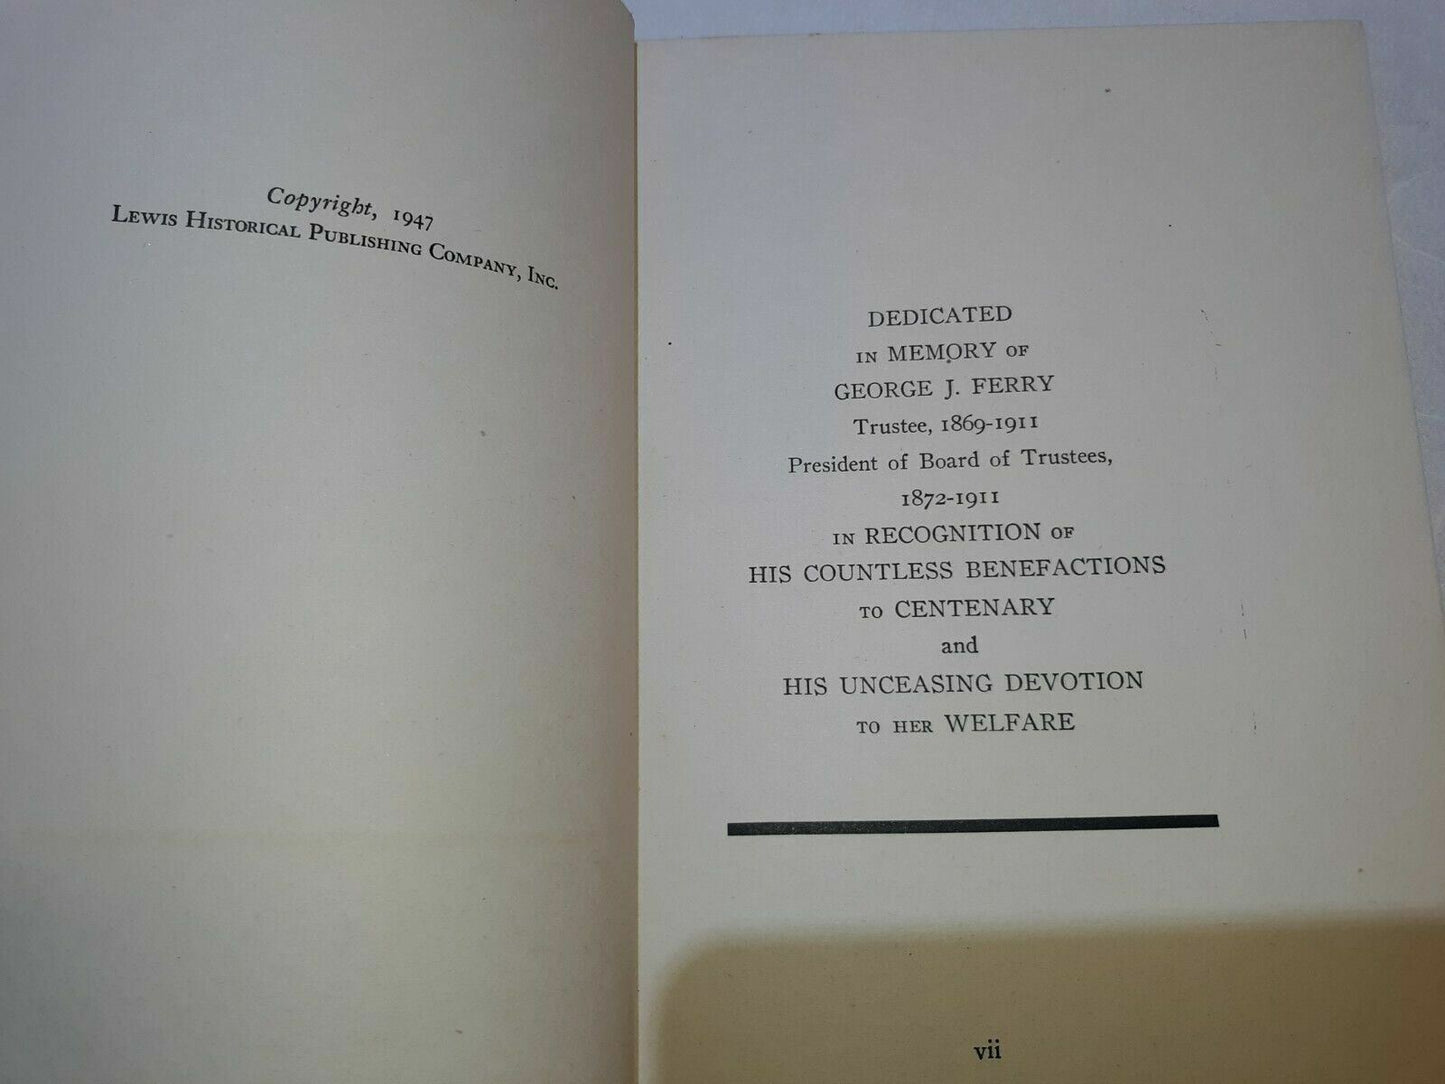 Copyright, 1947
Lewis Historical Publishing Company, Inc.
DEDICATED
IN MEMORY OF
GEORGE J. FERRY
Trustee, 1869-1911
President of Board of Trustees,
1872-1911
IN RECOGNITION OF
HIS COUNTLESS BENEFACTIONS
TO CENTENARY
and
HIS UNCEASING DEVOTION
TO HER WELFARE
vii